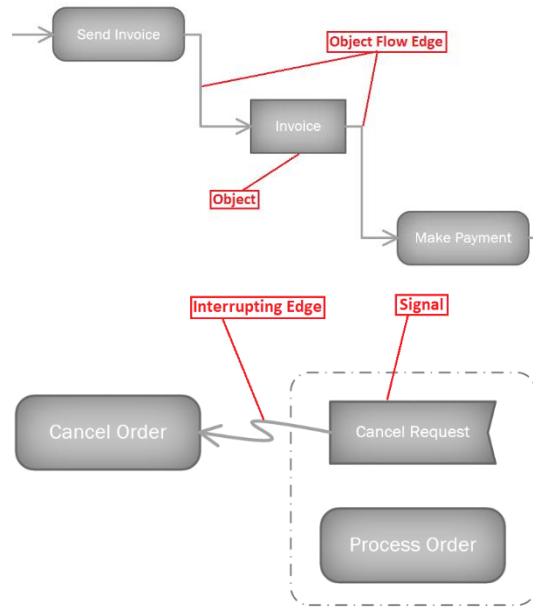 Send Invoice
Object Flow Edge
Invoice
Object
Make Payment
Interrupting Edge
Signal
Cancel Order
Cancel Request
Process Order